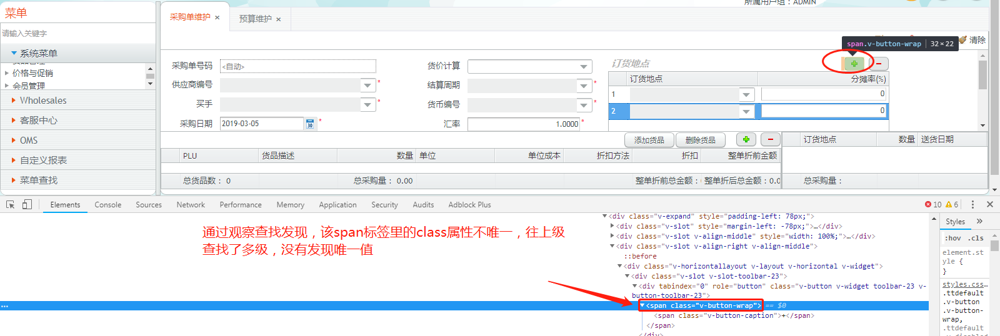 所属用户组：ADMIN
菜单
采购单维护 ×
预算维护 ×
请输入关键字
span.v-button-wrap | 32×22
清除
系统菜单
价格与促销
会员管理
Wholesales
客服中心
OMS
自定义报表
菜单查找
采购单号码
<自动>
货价计算
订货地点
供应商编号
*
结算周期
*
订货地点
分摊率(%)
1
0
买手
*
货币编号
*
2
0
采购日期
2019-03-05
30
*
汇率
1.0000
*
添加货品
删除货品
订货地点
数量
送货日期
PLU
货品描述
数量
单位
单位成本
折扣方法
折扣
整单折前金额
总货品数： 0
总采购量： 0.00
整单折前总金额：
整单折后总金额：0.0
总采购量：
Elements
Console
Sources
Network
Performance
Memory
Application
Security
Audits
Adblock Plus
10
6
通过观察查找发现，该span标签里的class属性不唯一，往上级
查找了多级，没有发现唯一值
<div class="v-expand" style="padding-left: 78px;">
<div class="v-slot" style="margin-left: -78px;">…</div>
<div class="v-slot v-align-middle" style="width: 100%;">…</div>
<div class="v-slot v-align-right v-align-middle">
::before
<div class="v-horizontallayout v-layout v-horizontal v-widget">
<div class="v-slot v-slot-toolbar-23">
<div tabindex="0" role="button" class="v-button v-widget toolbar-23 v-
button-toolbar-23">
<span class="v-button-wrap"> == $0
<span class="v-button-caption">+</span>
</span>
</div>
Styles
:hov .cls
element.st
yle {
}
styles.css…
.ttdefault
.v-button
.v-button-
wrap,
.ttdefault